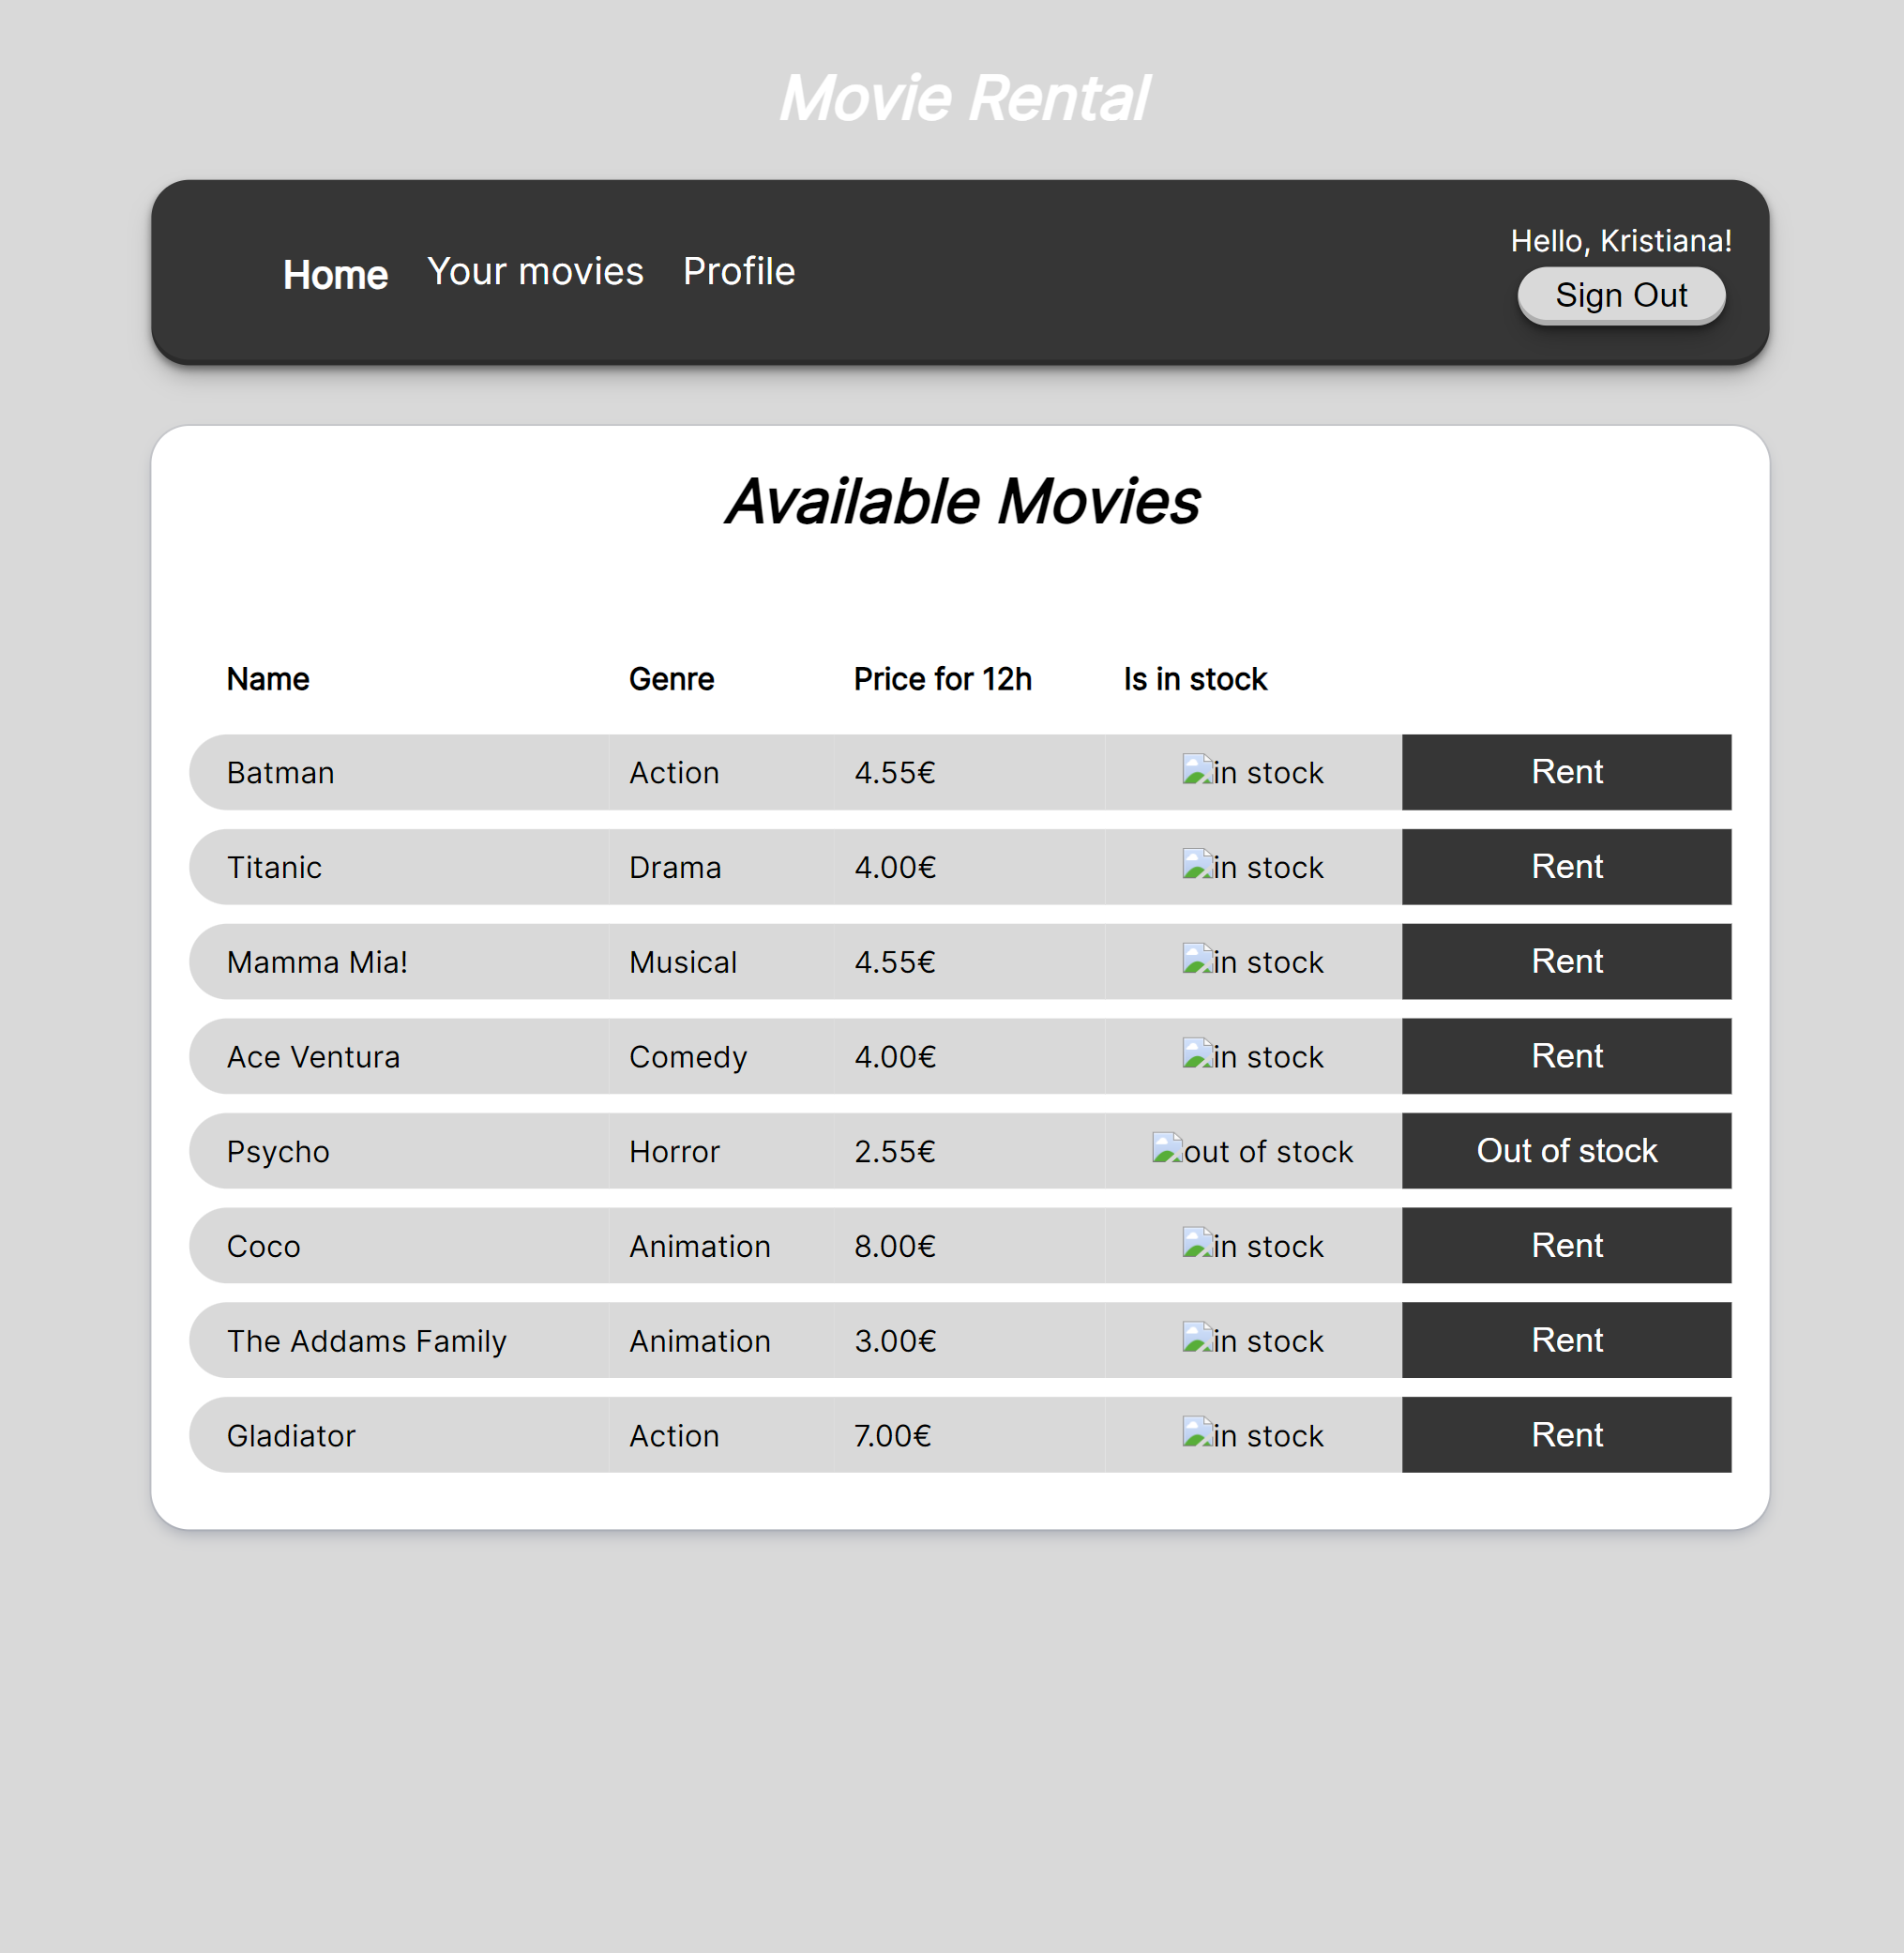 Movie Rental
Home Your movies Profile
Hello, Kristiana!
Sign Out
Available Movies
Name Genre Price for 12h Is in stock
Batman Action 4.55€ in stock Rent
Titanic Drama 4.00€ in stock Rent
Mamma Mia! Musical 4.55€ in stock Rent
Ace Ventura Comedy 4.00€ in stock Rent
Psycho Horror 2.55€ out of stock Out of stock
Coco Animation 8.00€ in stock Rent
The Addams Family Animation 3.00€ in stock Rent
Gladiator Action 7.00€ in stock Rent